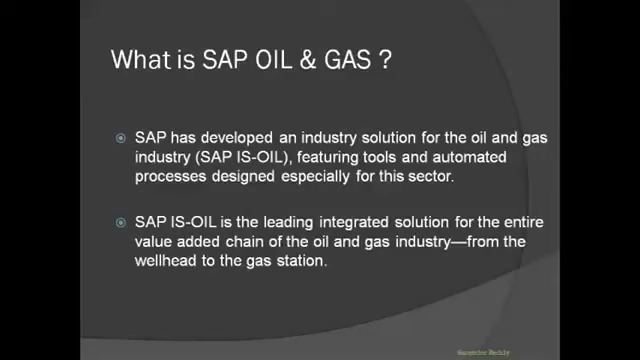 What is SAP OIL & GAS ?
SAP has developed an industry solution for the oil and gas
industry (SAP IS-OIL), featuring tools and automated
processes designed especially for this sector.
SAP IS-OIL is the leading integrated solution for the entire
value added chain of the oil and gas industry—from the
wellhead to the gas station.
Reddy